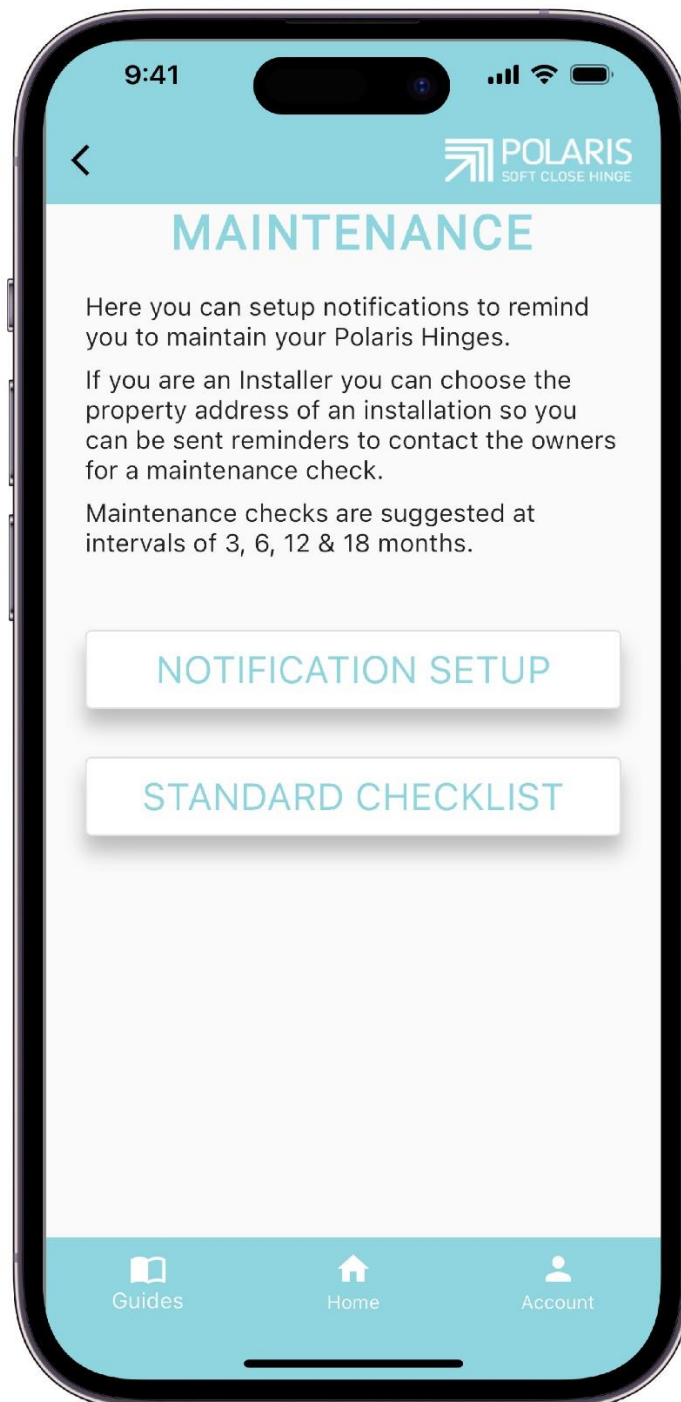 9:41
POLARIS
SOFT CLOSE HINGE
MAINTENANCE
Here you can setup notifications to remind
you to maintain your Polaris Hinges.
If you are an Installer you can choose the
property address of an installation so you
can be sent reminders to contact the owners
for a maintenance check.
Maintenance checks are suggested at
intervals of 3, 6, 12 & 18 months.
NOTIFICATION SETUP
STANDARD CHECKLIST
Guides Home Account